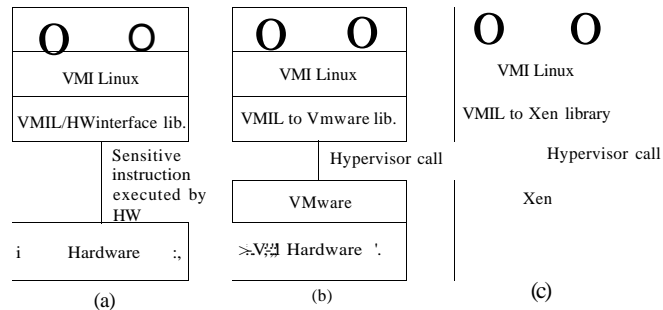 O O
VMI Linux
VMIL/HWinterface lib.
Sensitive
instruction
executed by
HW
i Hardware :,
(a)
O O
VMI Linux
VMIL to Vmware lib.
Hypervisor call
VMware
Hardware '.
(b)
O O
VMI Linux
VMIL to Xen library
Hypervisor call
Xen
(c)